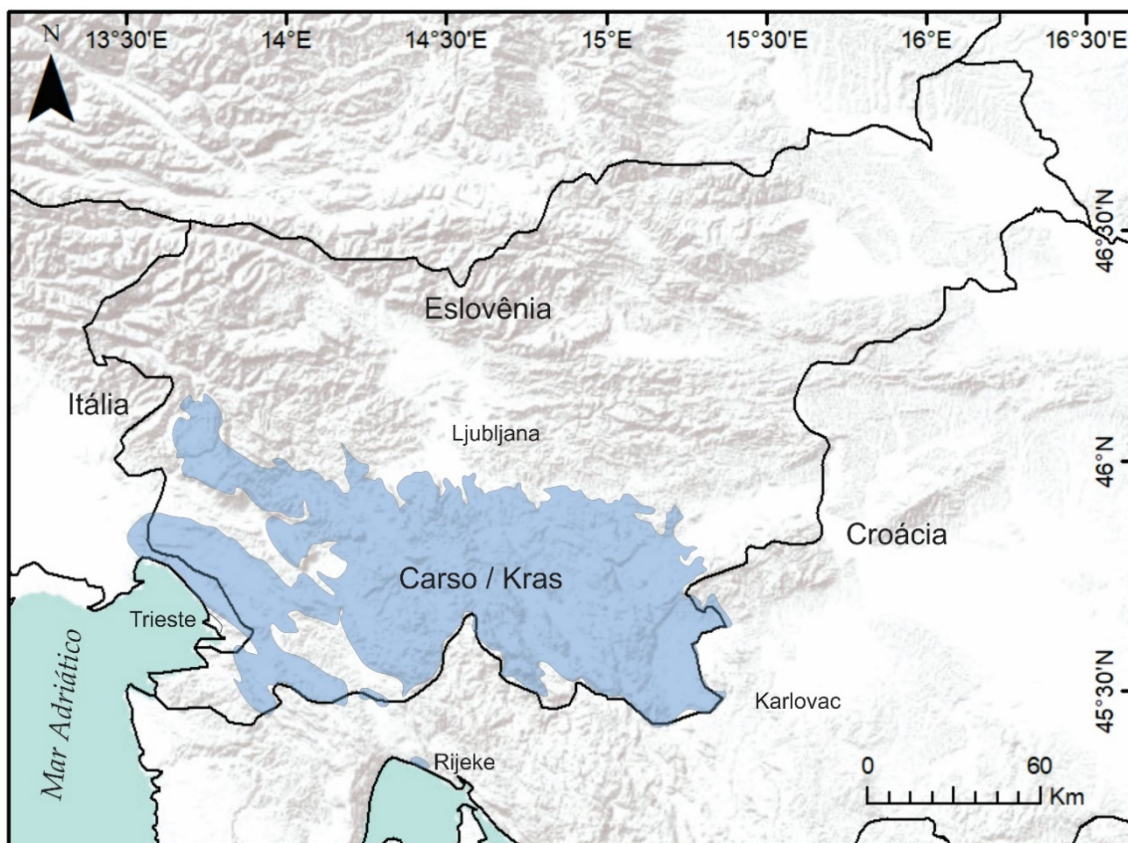 N
13°30'E 14°E 14°30'E 15°E 15°30'E 16°E 16°30'E
46°30'N
Eslovênia
Itália
Ljubljana
46°N
Croácia
Carso / Kras
Trieste
Mar Adriático
45°30'N
Karlovac
Rijeke
0 60
Km